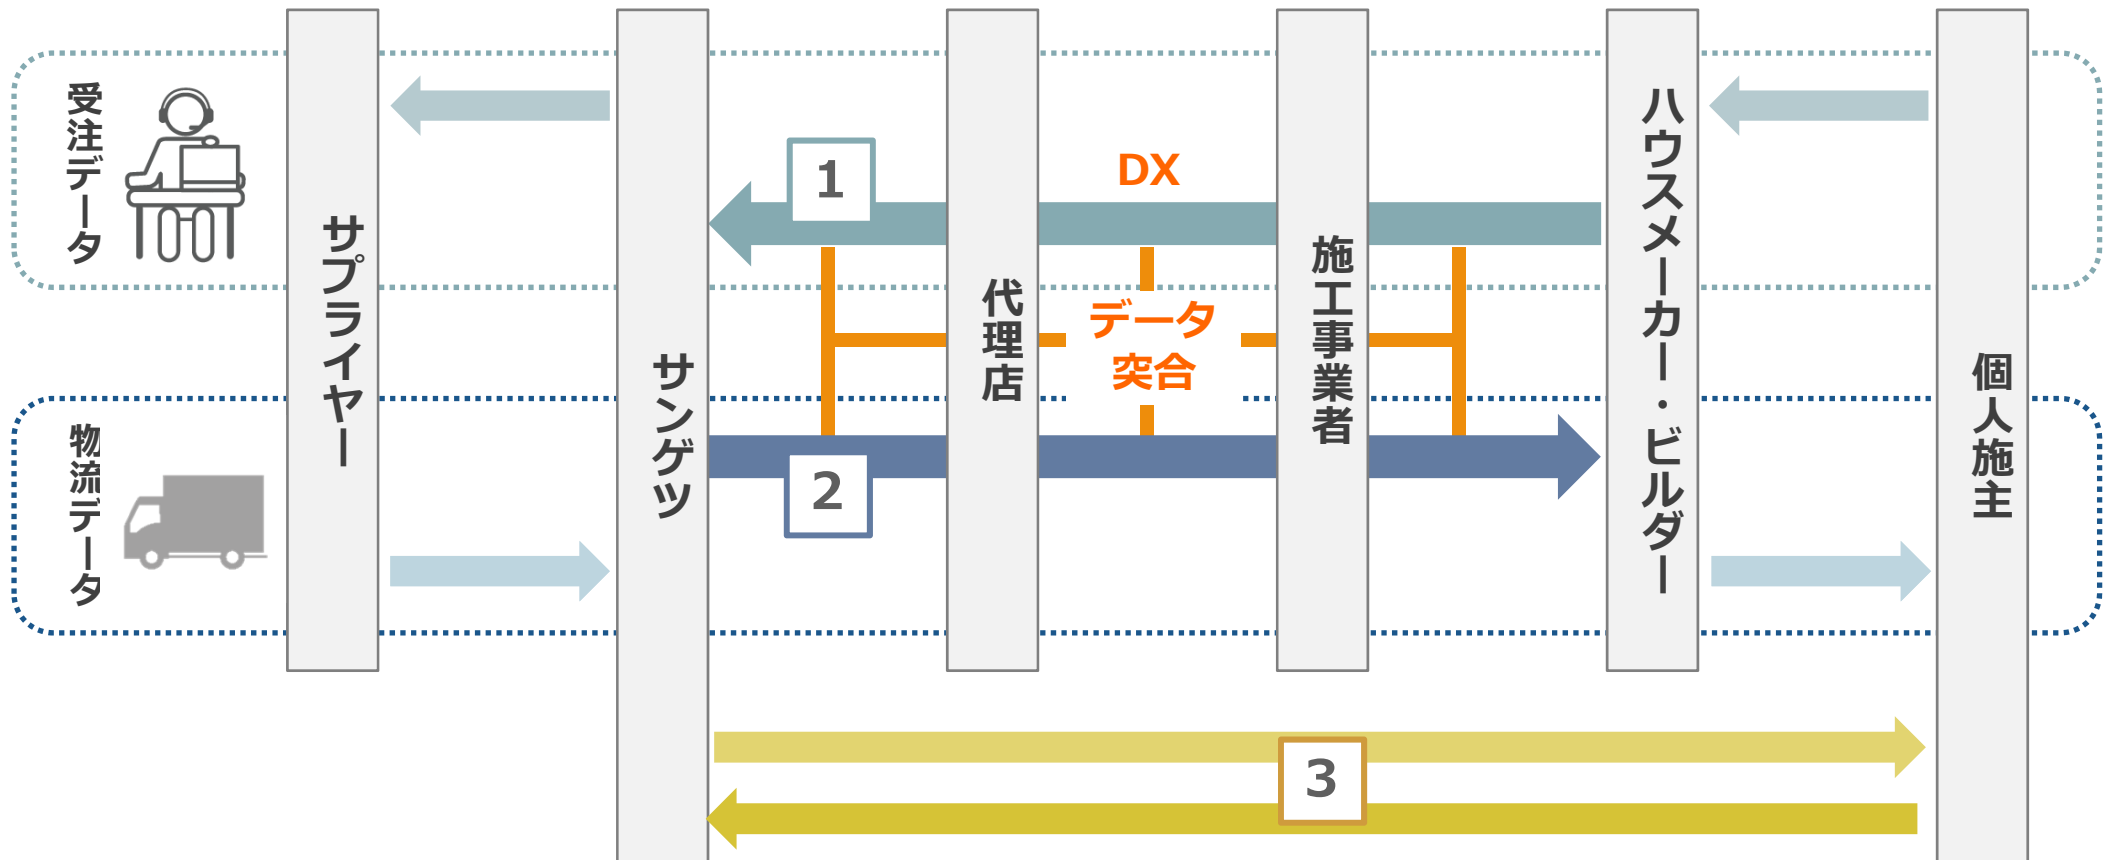 受注データ
物流データ
サプライヤー
サンゲツ
代理店
施工事業者
ハウスメーカー・ビルダー
個人施主
1
DX
データ
突合
2
3